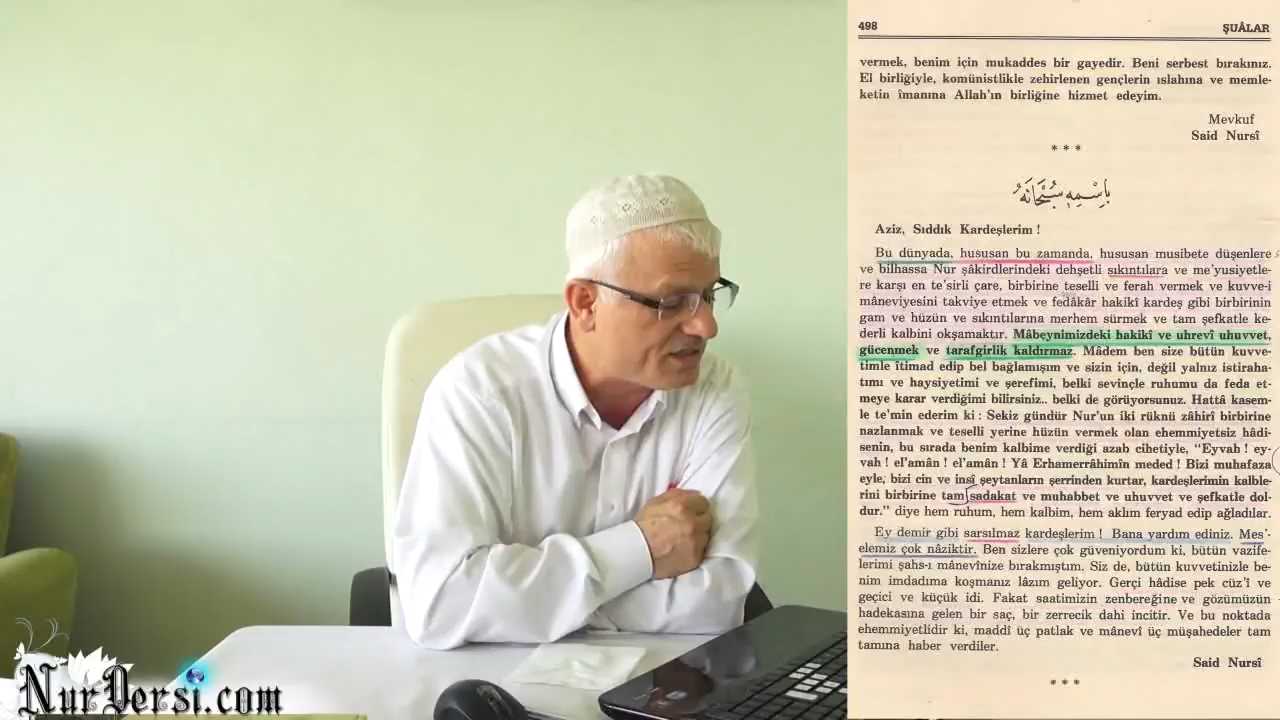 498 ŞUÂLAR
vermek, benim için mukaddes bir gayedir. Beni serbest bırakınız.
El birliğiyle, komünistlikle zehirlenen gençlerin ıslahına ve memle-
ketin îmanına Allah'ın birliğine hizmet edeyim.
Mevkuf
Said Nursî
* * *
بِاسْمِهِ سُبْحَانَهُ
Aziz, Sıddık Kardeşlerim !
Bu dünyada, hususan bu zamanda, hususan musibete düşenlere
ve bilhassa Nur şâkirdlerindeki dehşetli sıkıntılara ve me'yusiyetle-
re karşı en te'sirli çare, birbirine teselli ve ferah vermek ve kuvve-i
mâneviyesini takviye etmek ve fedâkâr hakikî kardeş gibi birbirinin
gam ve hüzün ve sıkıntılarına merhem sürmek ve tam şefkatle ke-
derli kalbini okşamaktır. Mâbeynimizdeki hakikî ve uhrevî uhuvvet,
gücenmek ve tarafgirlik kaldırmaz. Mâdem ben size bütün kuvve-
timle îtimad edip bel bağlamışım ve sizin için, değil yalnız istiraha-
tımı ve haysiyetimi ve şerefimi, belki sevinçle ruhumu da feda et-
meye karar verdiğimi bilirsiniz.. belki de görüyorsunuz. Hattâ kasem-
le te'min ederim ki : Sekiz gündür Nur'un iki rüknü zâhirî birbirine
nazlanmak ve teselli yerine hüzün vermek olan ehemmiyetsiz hâdi-
senin, bu sırada benim kalbime verdiği azab cihetiyle, "Eyvah ! ey-
vah ! el'amân ! el'amân ! Yâ Erhamerrâhimîn meded ! Bizi muhafaza
eyle, bizi cin ve insî şeytanların şerrinden kurtar, kardeşlerimin kalble-
rini birbirine tam sadakat ve muhabbet ve uhuvvet ve şefkatle dol-
dur." diye hem ruhum, hem kalbim, hem aklım feryad edip ağladılar.
Ey demir gibi sarsılmaz kardeşlerim ! Bana yardım ediniz. Mes'-
elemiz çok nâziktir. Ben sizlere çok güveniyordum ki, bütün vazife-
lerimi şahs-ı mânevînize bırakmıştım. Siz de, bütün kuvvetinizle be-
nim imdadıma koşmanız lâzım geliyor. Gerçi hâdise pek cüz'î ve
geçici ve küçük idi. Fakat saatimizin zenbereğine ve gözümüzün
hadekasına gelen bir saç, bir zerrecik dahi incitir. Ve bu noktada
ehemmiyetlidir ki, maddî üç patlak ve mânevî üç müşahedeler tam
tamına haber verdiler.
Said Nursî
* * *
NurDersi.com